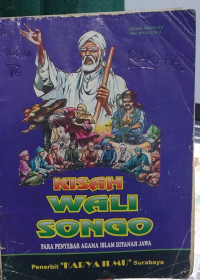 KISAH
WALI
SONGO
PARA PENYEBAR AGAMA ISLAM DITANAH JAWA
Penerbit "KARYA ILMU" Surabaya